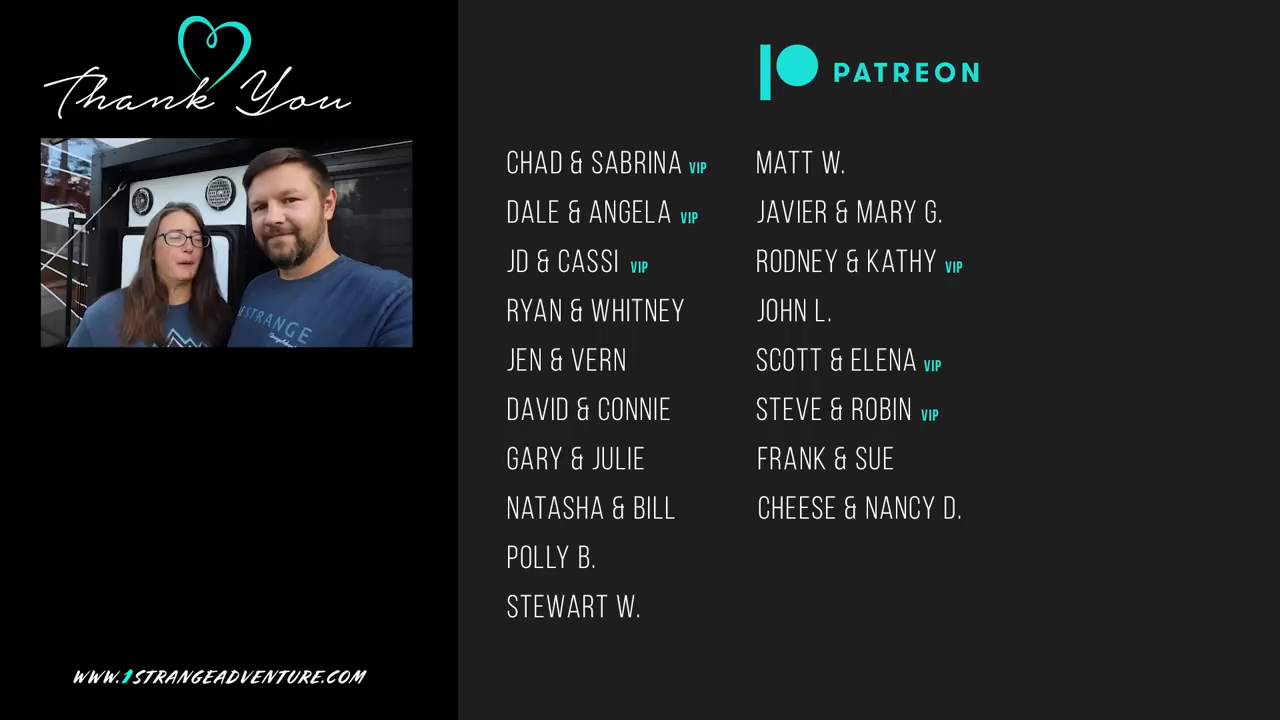 Thank You
STRANGE
WWW.1STRANGEADVENTURE.COM
PATREON
CHAD & SABRINA VIP
DALE & ANGELA VIP
JD & CASSI VIP
RYAN & WHITNEY
JEN & VERN
DAVID & CONNIE
GARY & JULIE
NATASHA & BILL
POLLY B.
STEWART W.
MATT W.
JAVIER & MARY G.
RODNEY & KATHY VIP
JOHN L.
SCOTT & ELENA VIP
STEVE & ROBIN VIP
FRANK & SUE
CHEESE & NANCY D.